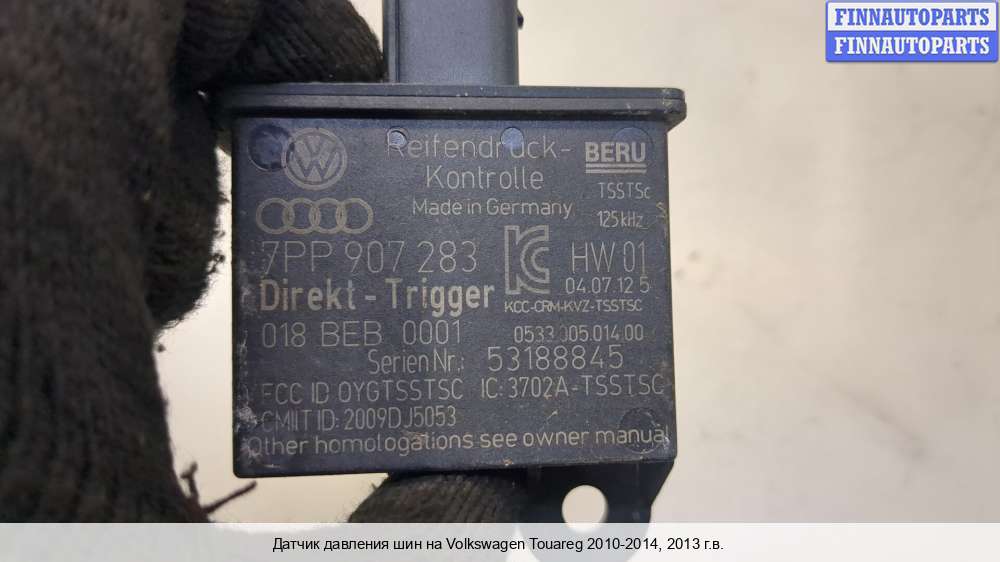 FINNAUTOPARTS
FINNAUTOPARTS
Reifendruck-
Kontrolle
BERU
TSSTSc
Made in Germany
125 kHz
7PP 907 283
HW 01
04.07.12 5
Direkt - Trigger
KCC-CRM-KVZ-TSSTSC
018 BEB 0001
0533.005.014.00
Serien Nr.: 53188845
FCC ID OYGTSSTSC IC: 3702A-TSSTSC
CMIIT ID: 2009DJ5053
Other homologations see owner manual
Датчик давления шин на Volkswagen Touareg 2010-2014, 2013 г.в.